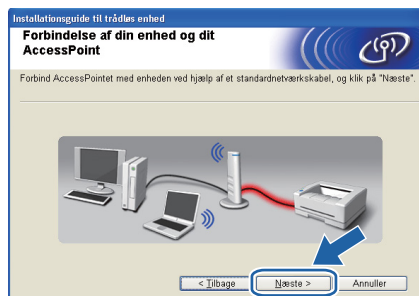 Installationsguide til trådløs enhed
Forbindelse af din enhed og dit
AccessPoint
Forbind AccessPointet med enheden ved hjælp af et standardnetværkskabel, og klik på "Næste".
< Tilbage
Næste >
Annuller